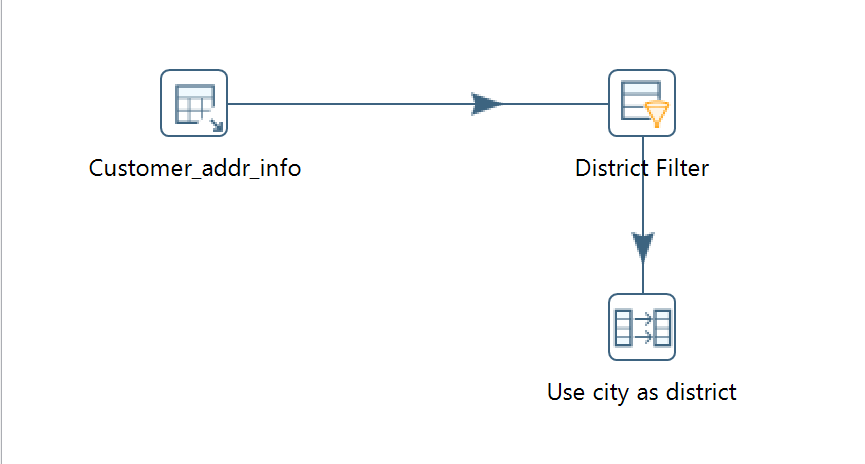 Customer_addr_info
District Filter
Use city as district